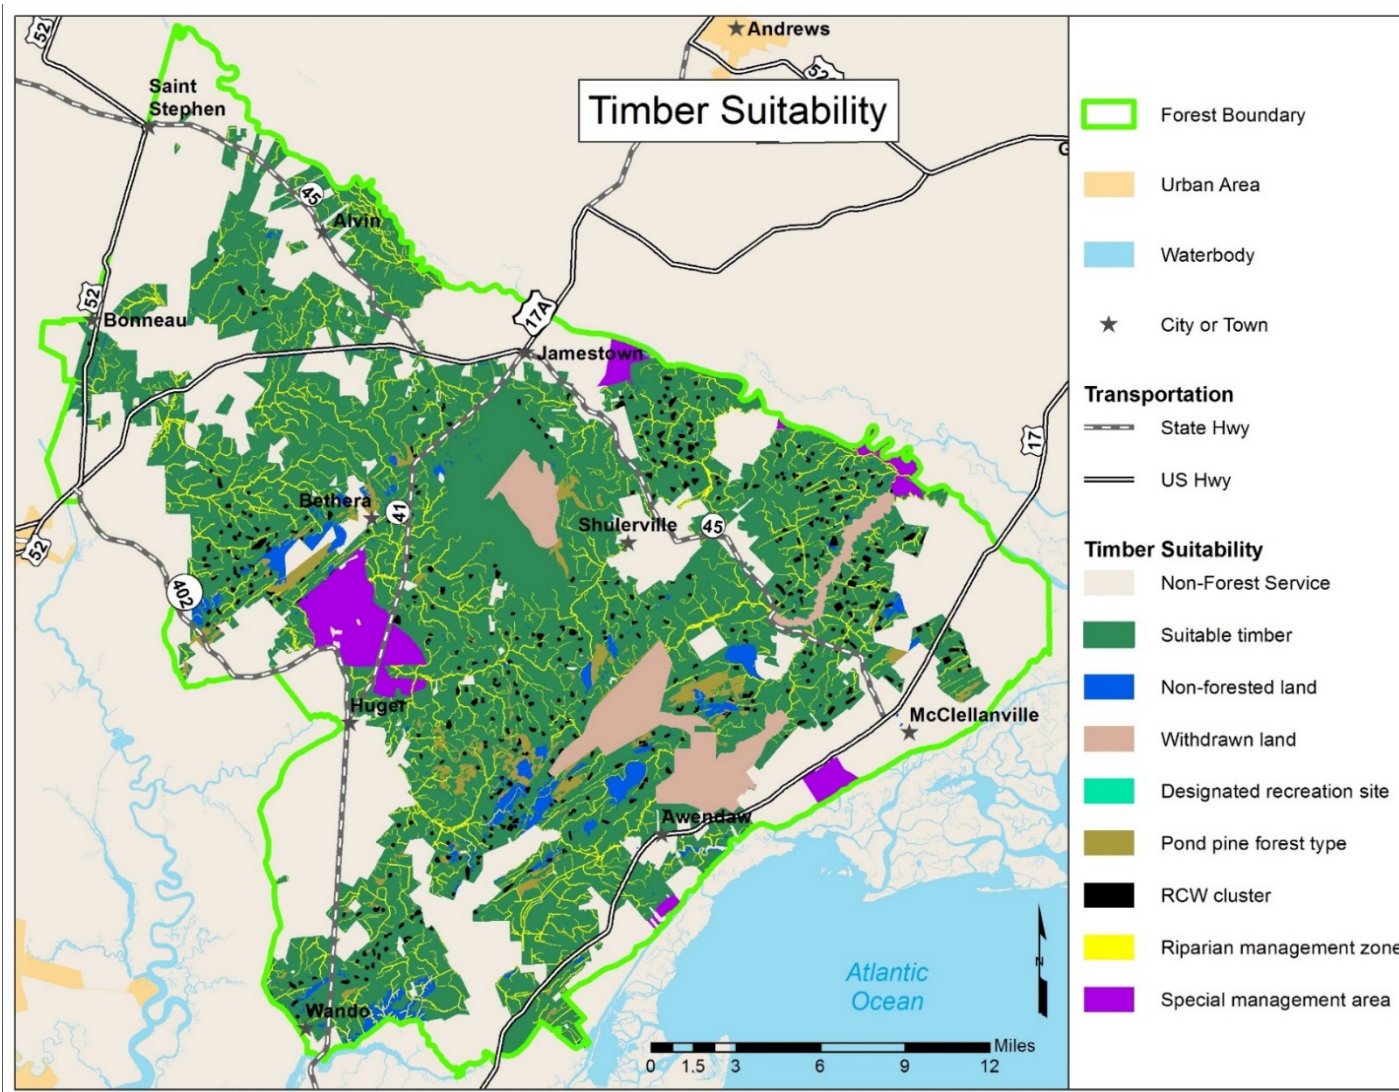 Timber Suitability
52
Andrews
52
Saint
Stephen
G
45
Alvin
52
Bonneau
17A
Jamestown
17
Bethera
41
Shulerville
45
52
402
Huger
McClellanville
Awendaw
Wando
Atlantic
Ocean
N
Miles
0 1.5 3 6 9 12
Forest Boundary
Urban Area
Waterbody
City or Town
Transportation
State Hwy
US Hwy
Timber Suitability
Non-Forest Service
Suitable timber
Non-forested land
Withdrawn land
Designated recreation site
Pond pine forest type
RCW cluster
Riparian management zone
Special management area